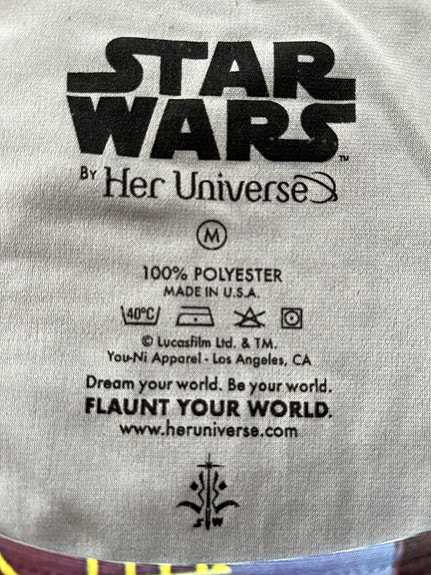 STAR
WARS™
BY Her Universe
M
100% POLYESTER
MADE IN U.S.A.
40°C
© Lucasfilm Ltd. & TM.
You-Ni Apparel - Los Angeles, CA
Dream your world. Be your world.
FLAUNT YOUR WORLD.
www.heruniverse.com
S W